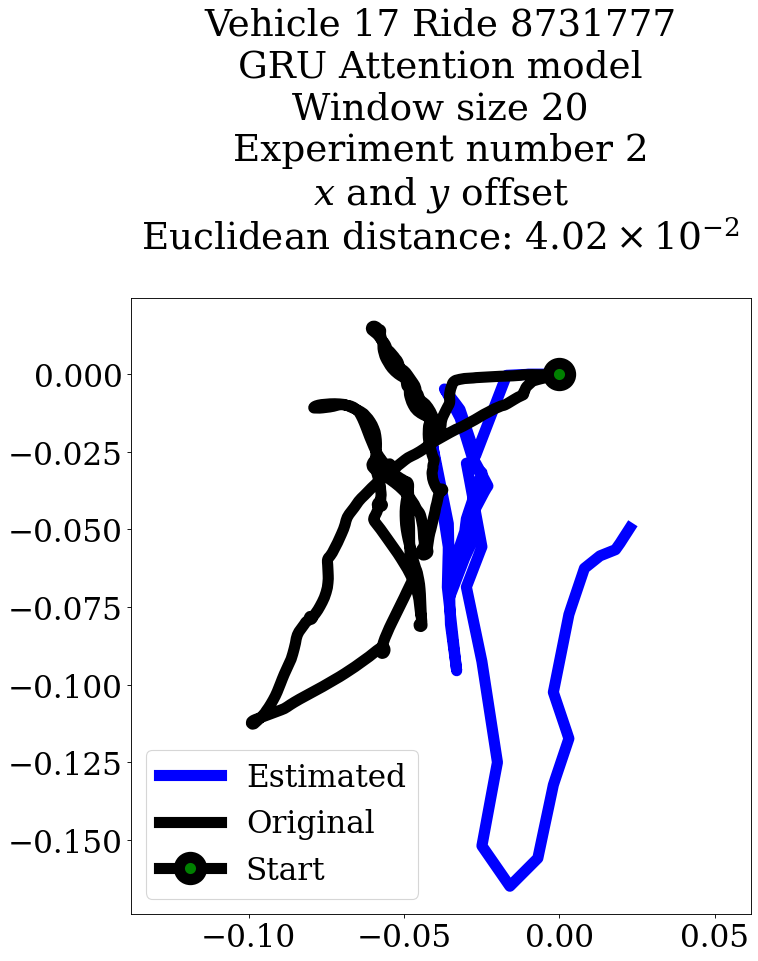 Vehicle 17 Ride 8731777
GRU Attention model
Window size 20
Experiment number 2
x and y offset
Euclidean distance: 4.02 × 10⁻²
0.000
−0.025
−0.050
−0.075
−0.100
−0.125
−0.150
Estimated
Original
Start
−0.10
−0.05
0.00
0.05